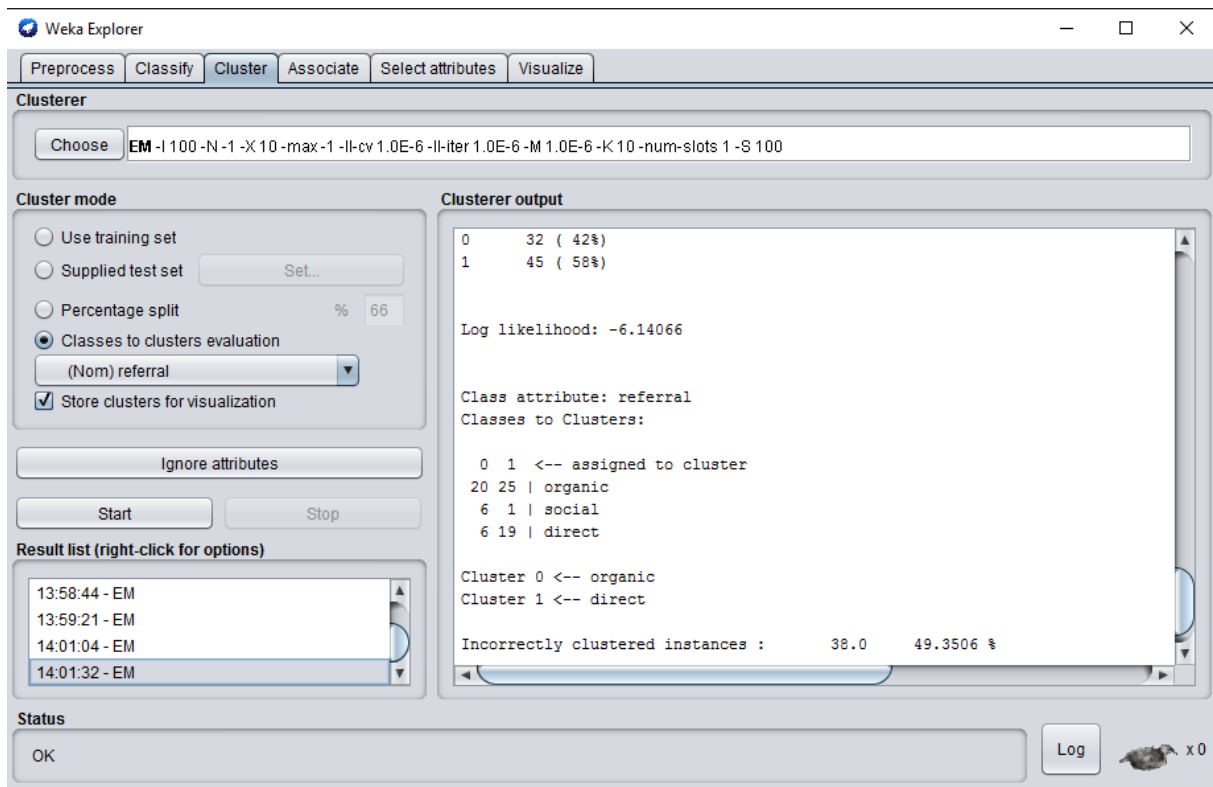 Weka Explorer
Preprocess Classify Cluster Associate Select attributes Visualize
Clusterer
Choose EM -I 100 -N -1 -X 10 -max -1 -ll-cv 1.0E-6 -ll-iter 1.0E-6 -M 1.0E-6 -K 10 -num-slots 1 -S 100
Cluster mode
Use training set
Supplied test set Set...
Percentage split % 66
Classes to clusters evaluation
(Nom) referral
Store clusters for visualization
Ignore attributes
Start Stop
Result list (right-click for options)
13:58:44 - EM
13:59:21 - EM
14:01:04 - EM
14:01:32 - EM
Clusterer output
0 32 ( 42%)
1 45 ( 58%)
Log likelihood: -6.14066
Class attribute: referral
Classes to Clusters:
0 1 <-- assigned to cluster
20 25 | organic
6 1 | social
6 19 | direct
Cluster 0 <-- organic
Cluster 1 <-- direct
Incorrectly clustered instances : 38.0 49.3506 %
Status
OK
Log x 0